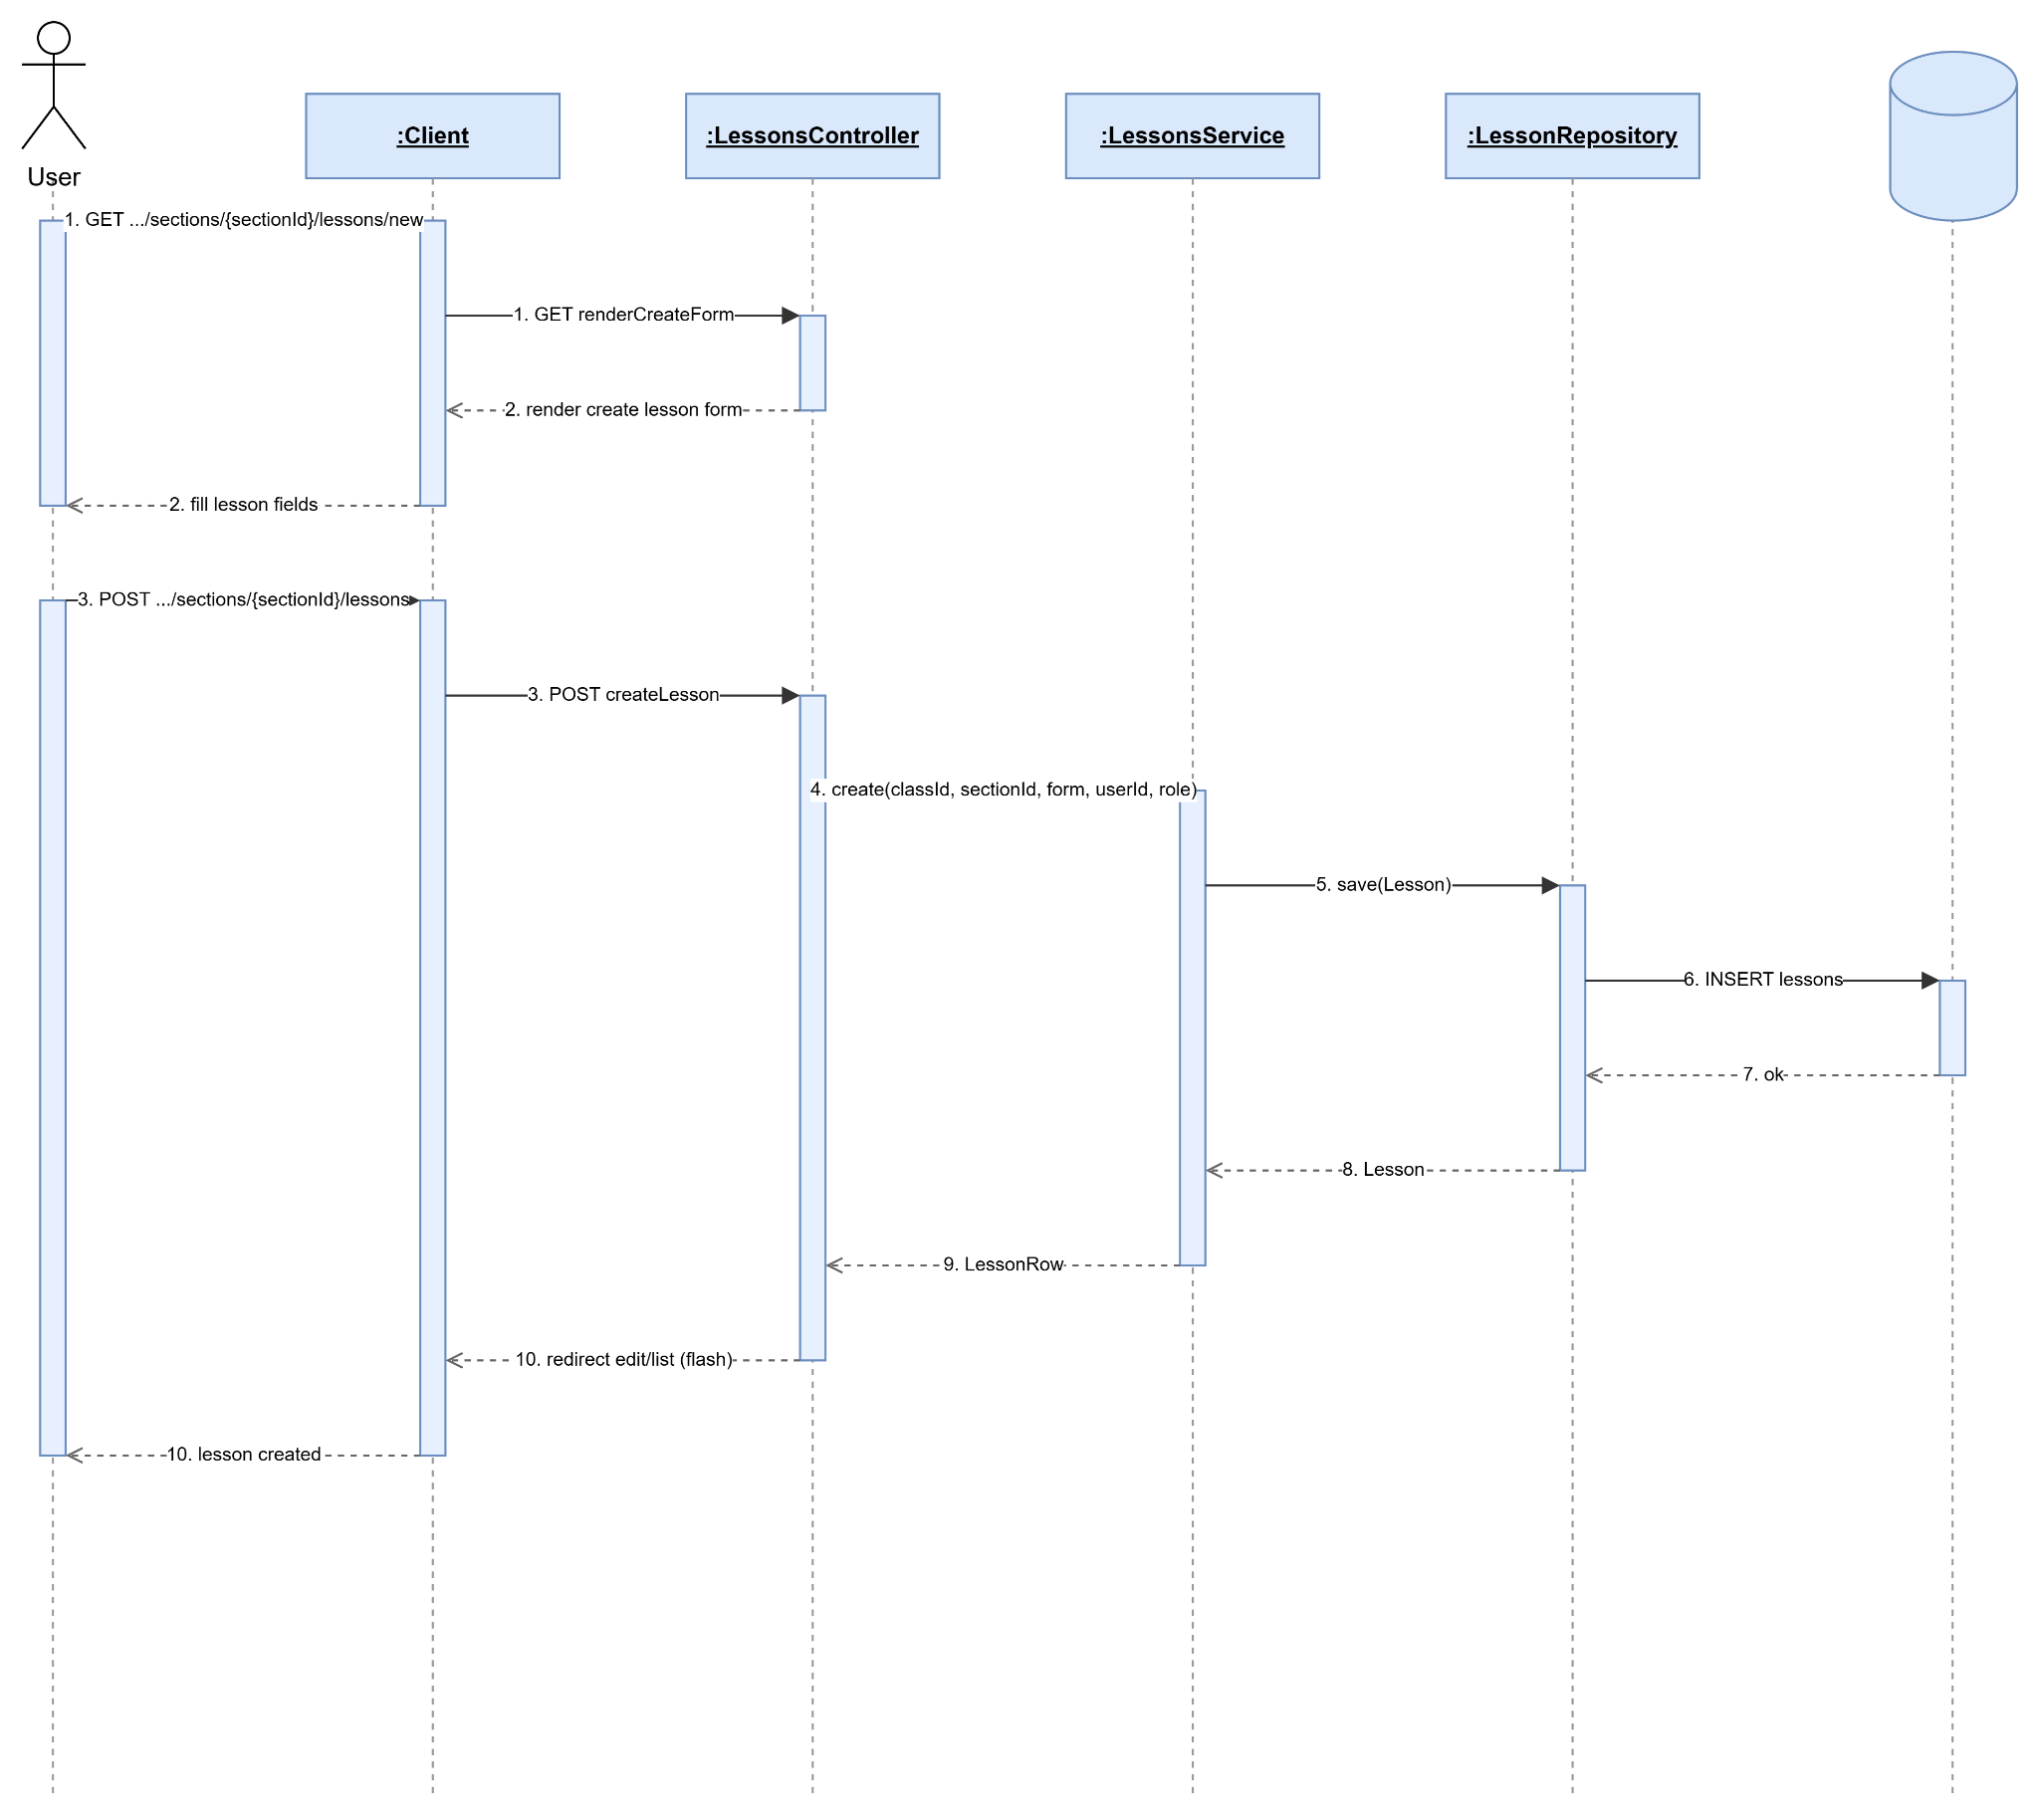 User
:Client
:LessonsController
:LessonsService
:LessonRepository
1. GET .../sections/{sectionId}/lessons/new
1. GET renderCreateForm
2. render create lesson form
2. fill lesson fields
3. POST .../sections/{sectionId}/lessons
3. POST createLesson
4. create(classId, sectionId, form, userId, role)
5. save(Lesson)
6. INSERT lessons
7. ok
8. Lesson
9. LessonRow
10. redirect edit/list (flash)
10. lesson created